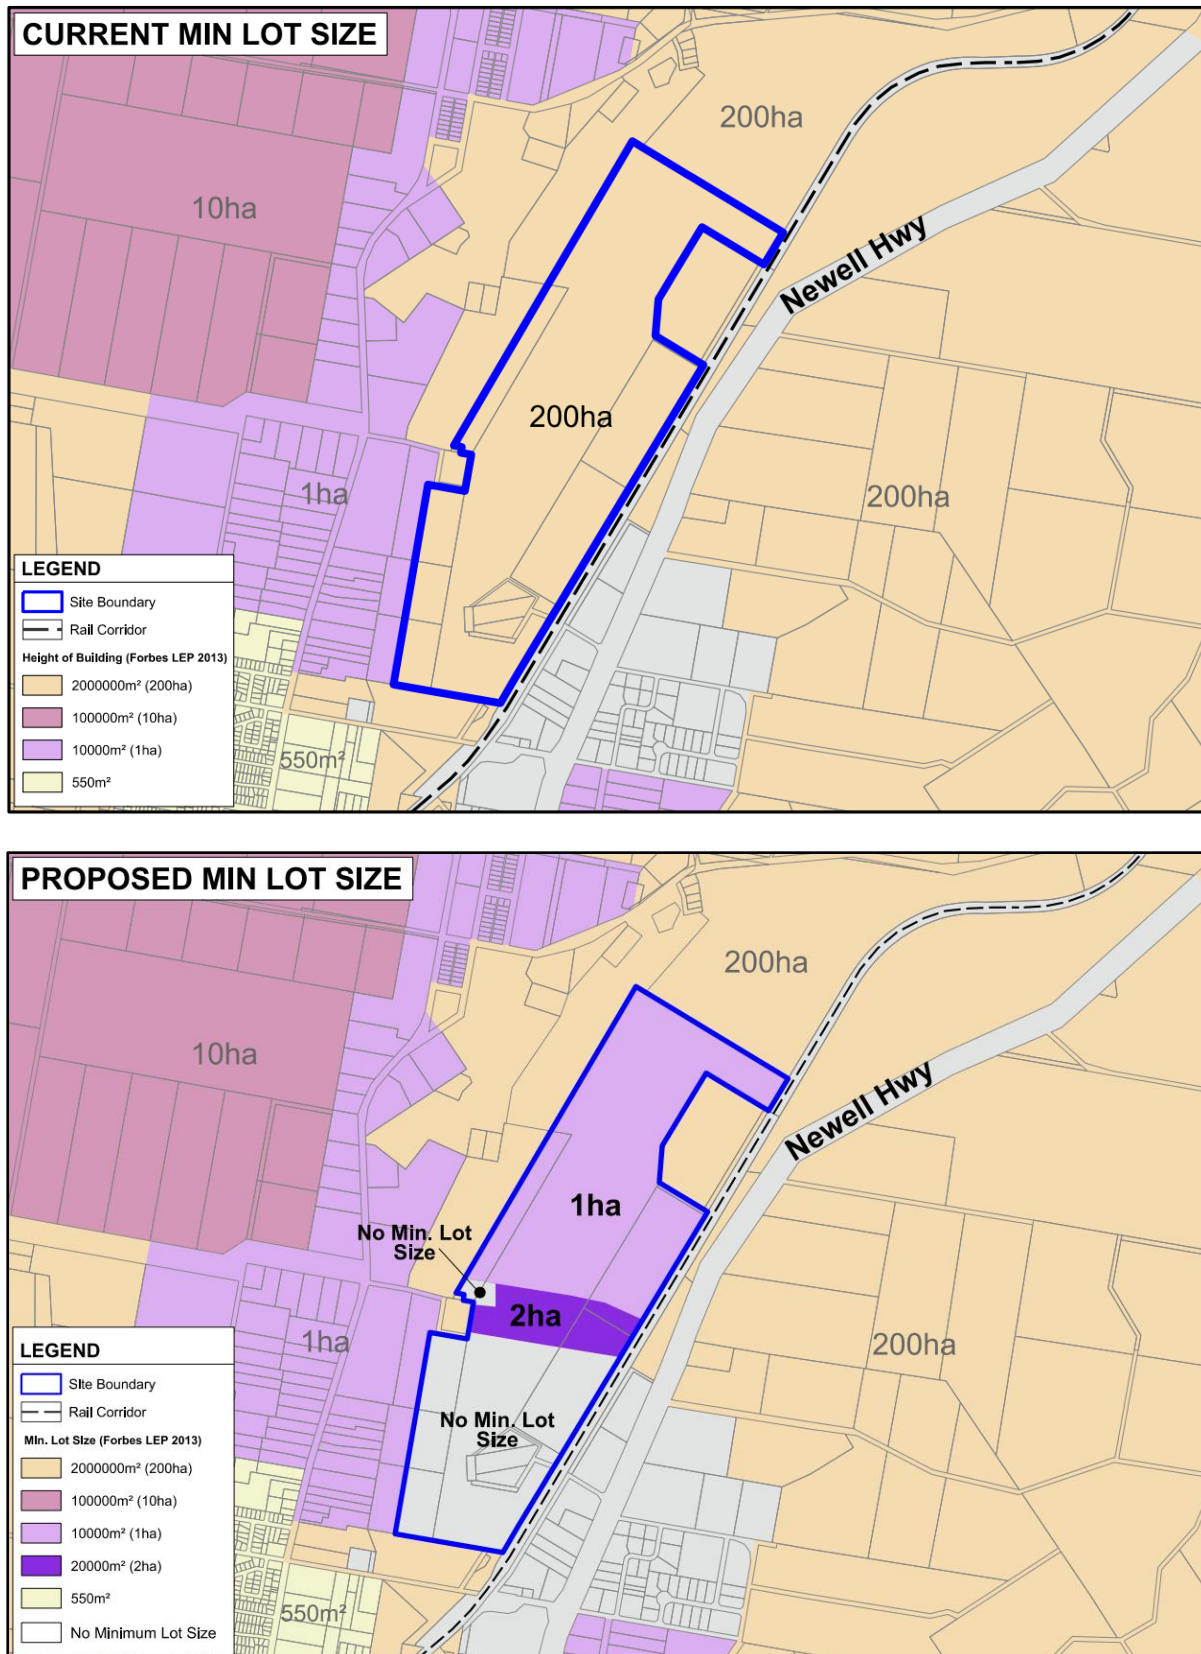 CURRENT MIN LOT SIZE
200ha
10ha
Newell Hwy
200ha
1ha
200ha
LEGEND
Site Boundary
Rail Corridor
Height of Building (Forbes LEP 2013)
2000000m² (200ha)
100000m² (10ha)
10000m² (1ha)
550m²
550m²
PROPOSED MIN LOT SIZE
200ha
10ha
Newell Hwy
1ha
No Min. Lot
Size
2ha
1ha
200ha
No Min. Lot
Size
LEGEND
Site Boundary
Rail Corridor
Min. Lot Size (Forbes LEP 2013)
2000000m² (200ha)
100000m² (10ha)
10000m² (1ha)
20000m² (2ha)
550m²
No Minimum Lot Size
550m²